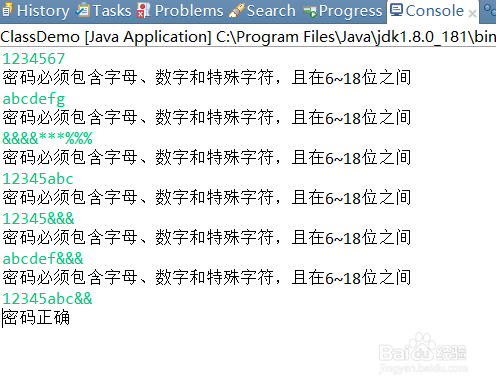 History Tasks Problems Search Progress Console
ClassDemo [Java Application] C:\Program Files\Java\jdk1.8.0_181\bin
1234567
密码必须包含字母、数字和特殊字符，且在6~18位之间
abcdefg
密码必须包含字母、数字和特殊字符，且在6~18位之间
&&&&***%%%
密码必须包含字母、数字和特殊字符，且在6~18位之间
12345abc
密码必须包含字母、数字和特殊字符，且在6~18位之间
12345&&&
密码必须包含字母、数字和特殊字符，且在6~18位之间
abcdef&&&
密码必须包含字母、数字和特殊字符，且在6~18位之间
12345abc&&
密码正确
Baidu经验
jingyan.baidu.com